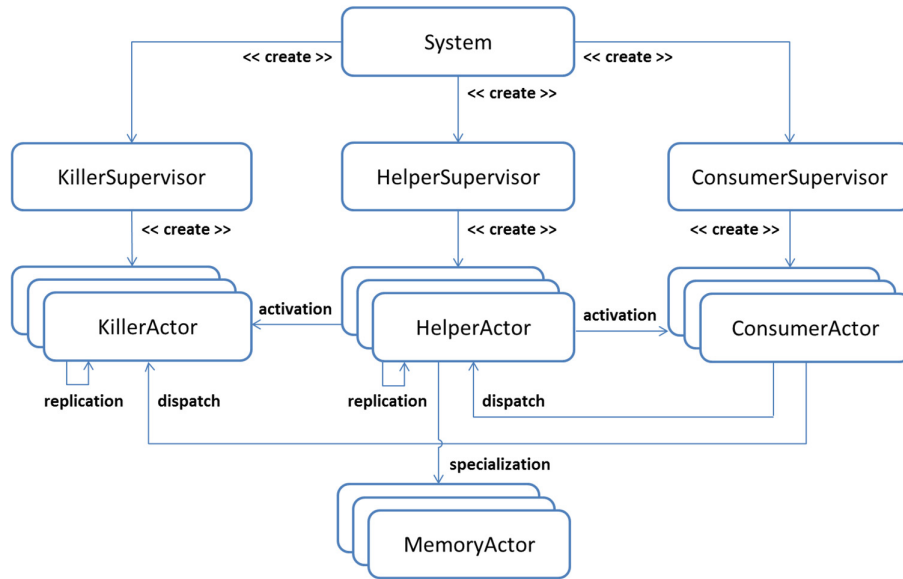 System
<< create >>
<< create >>
<< create >>
KillerSupervisor
HelperSupervisor
ConsumerSupervisor
<< create >>
<< create >>
<< create >>
KillerActor
activation
HelperActor
activation
ConsumerActor
replication
dispatch
replication
dispatch
specialization
MemoryActor